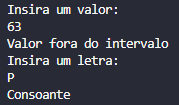 Insira um valor:
63
Valor fora do intervalo
Insira um letra:
P
Consoante